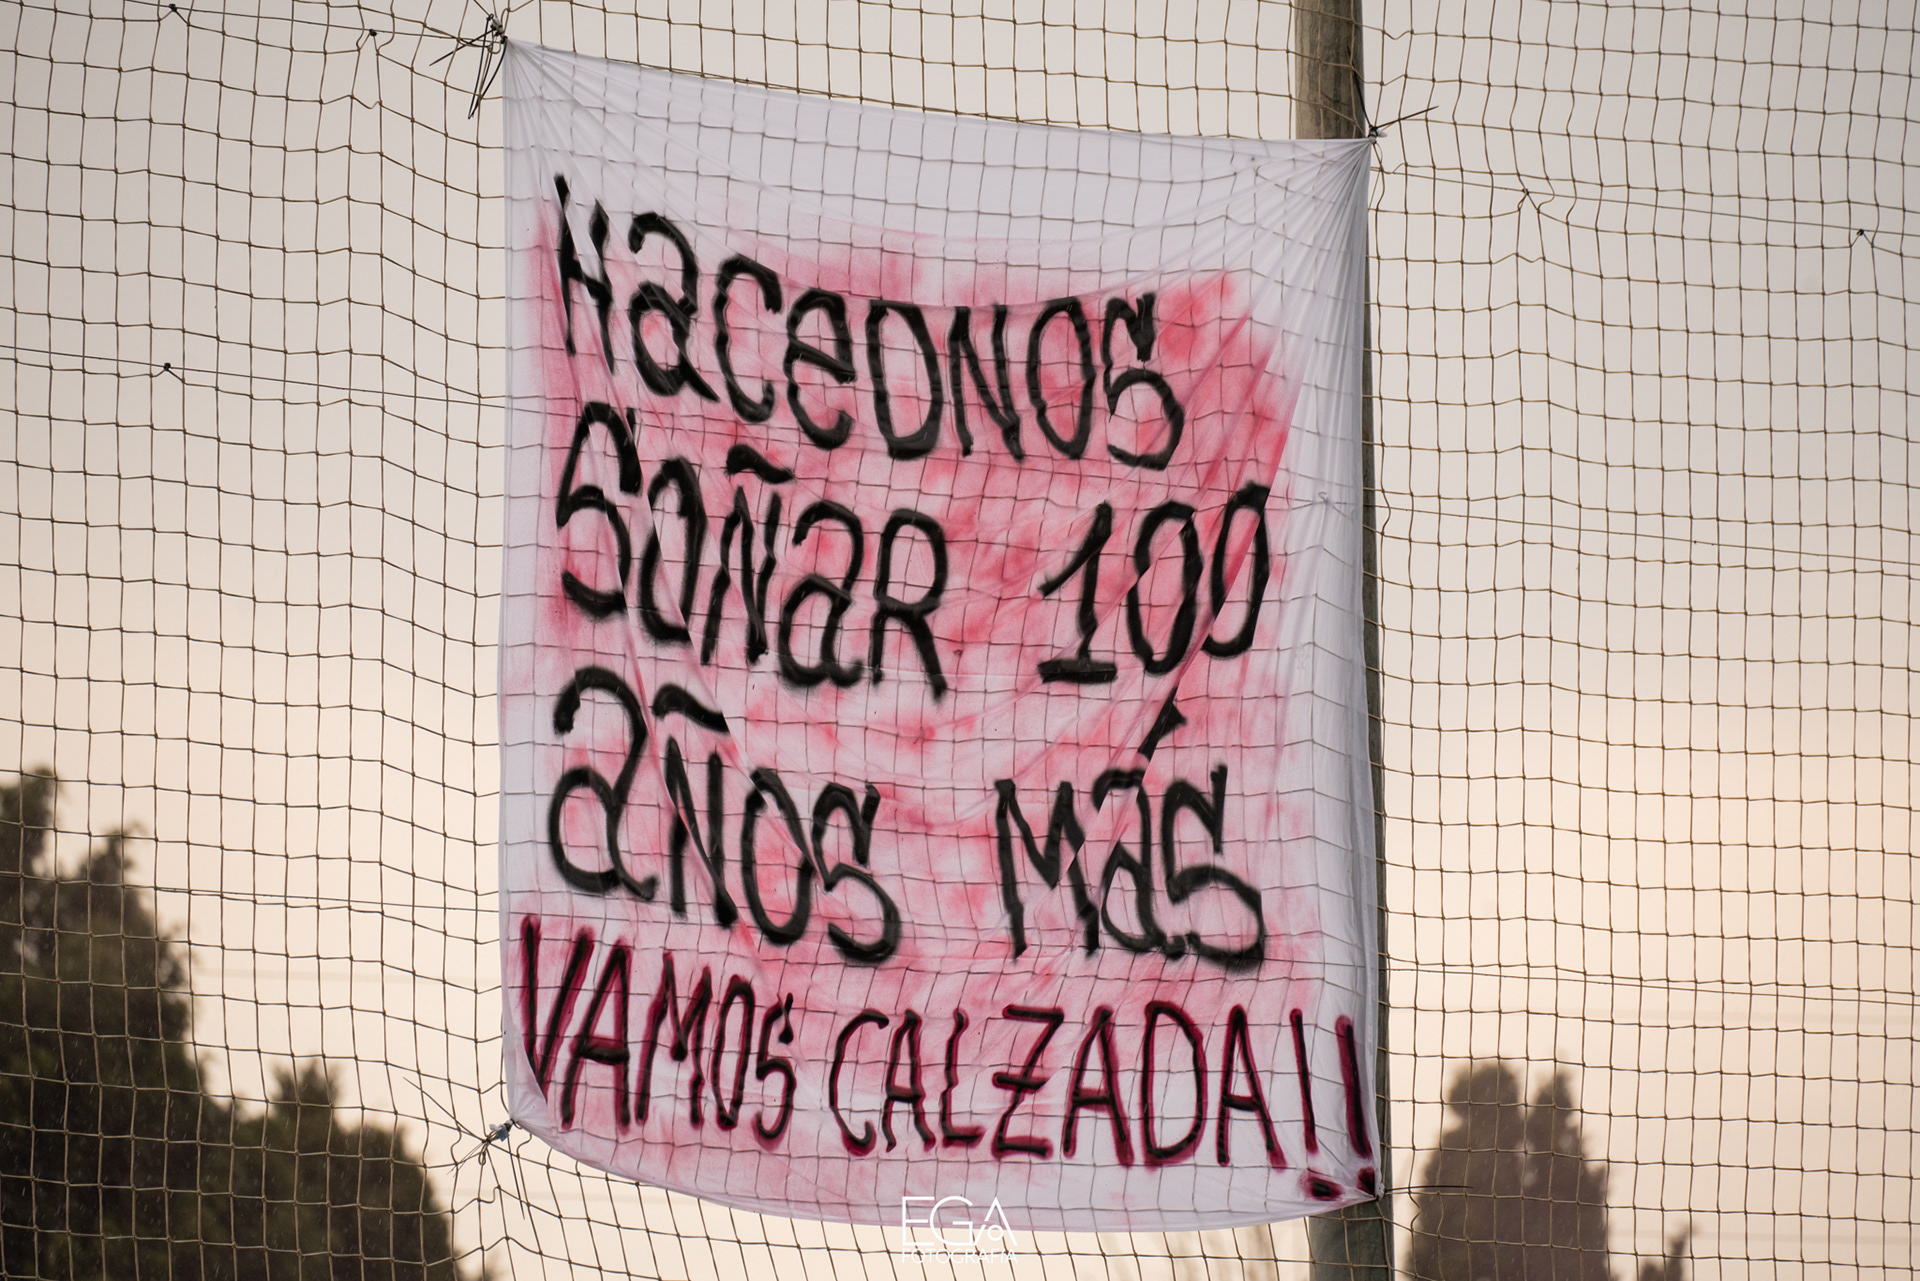 HaceDNOS
SOÑaR 100
aÑOS MáS
VAMOS CALZADA!!
EGA
FOTOGRAFIA